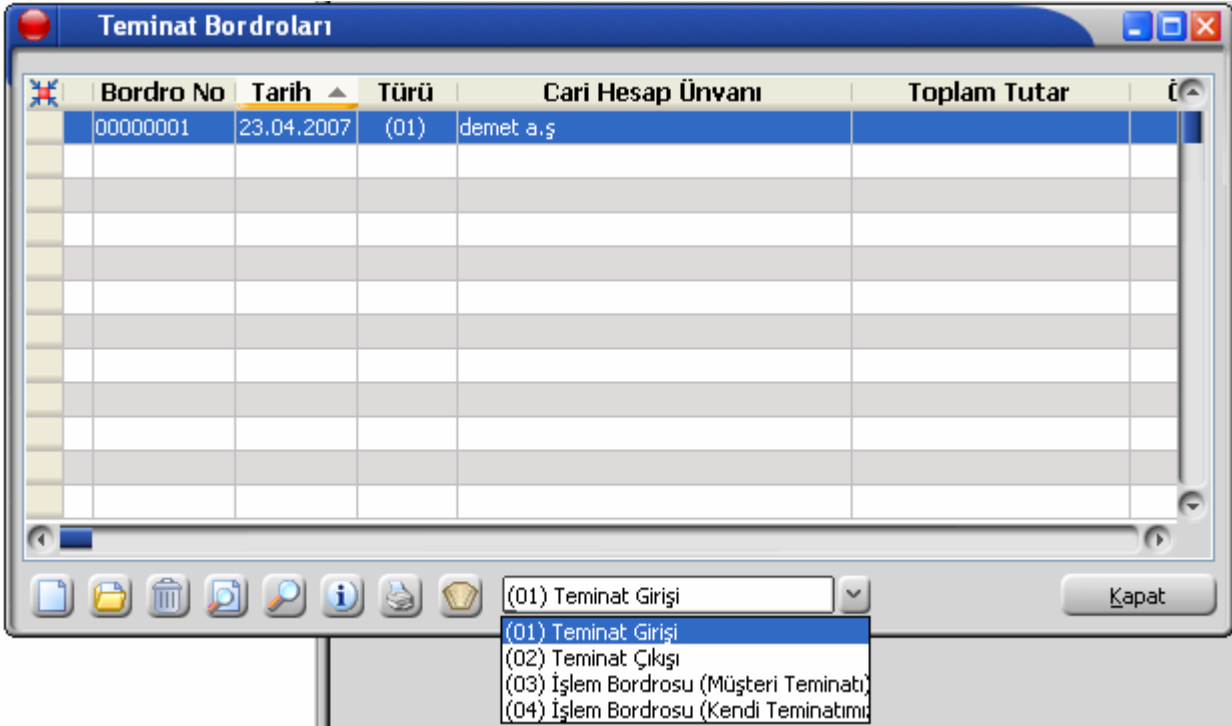 Teminat Bordroları
Bordro No Tarih Türü Cari Hesap Ünvanı Toplam Tutar
00000001 23.04.2007 (01) demet a.ş
(01) Teminat Girişi Kapat
(01) Teminat Girişi
(02) Teminat Çıkışı
(03) İşlem Bordrosu (Müşteri Teminatı)
(04) İşlem Bordrosu (Kendi Teminatımı